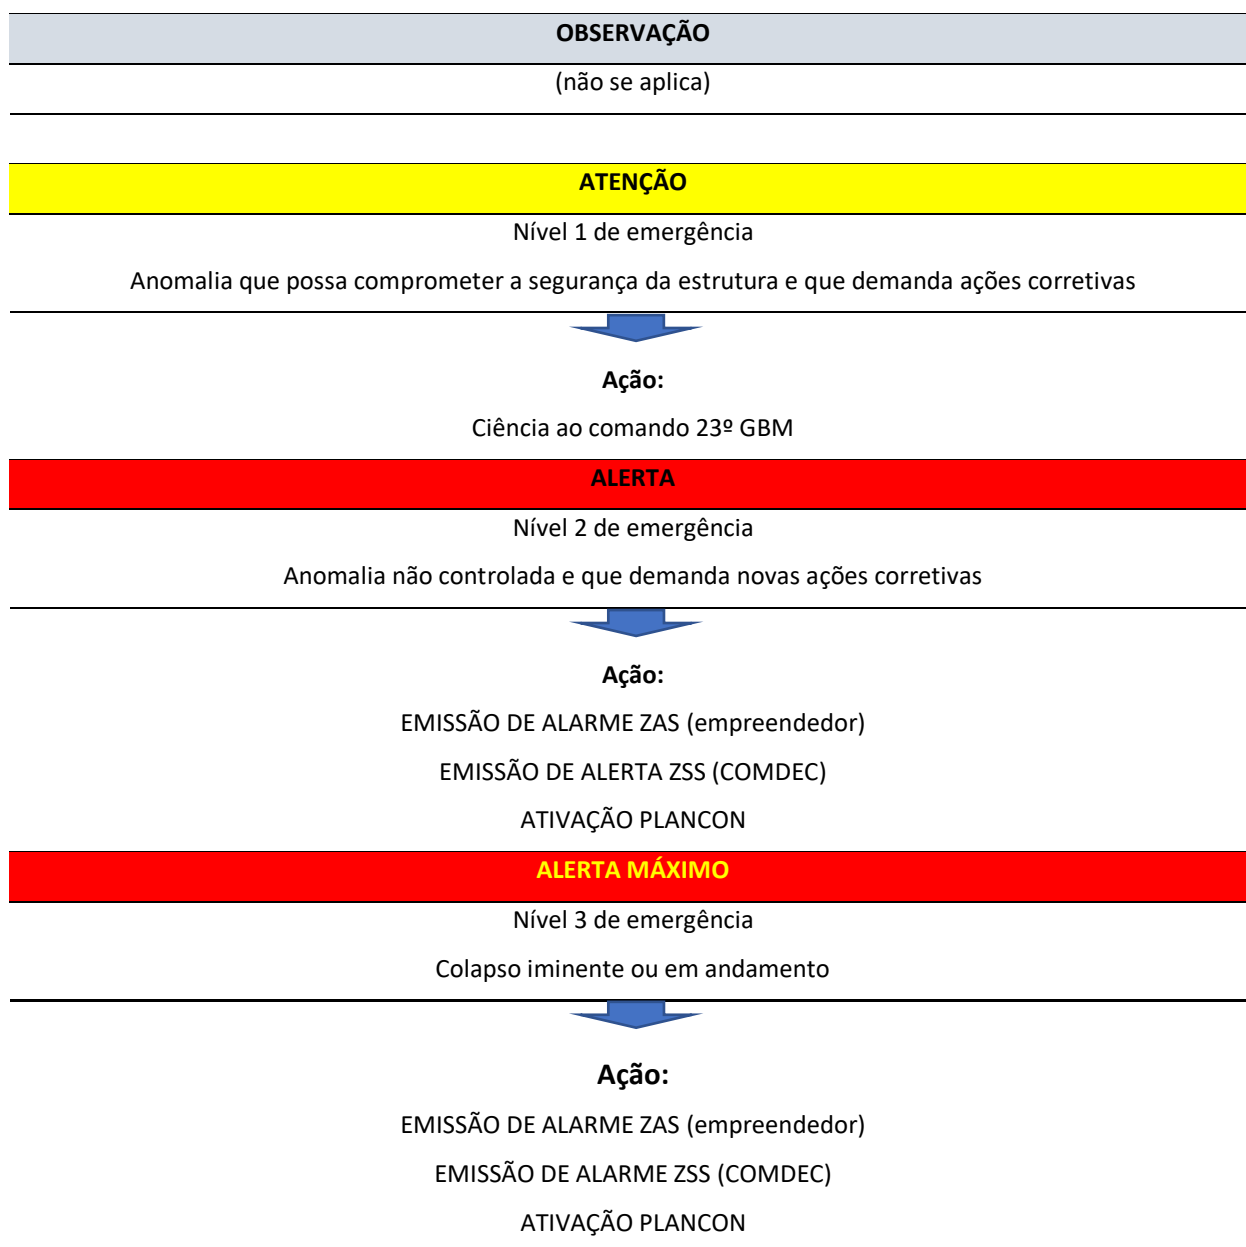 OBSERVAÇÃO
(não se aplica)
ATENÇÃO
Nível 1 de emergência
Anomalia que possa comprometer a segurança da estrutura e que demanda ações corretivas
Ação:
Ciência ao comando 23º GBM
ALERTA
Nível 2 de emergência
Anomalia não controlada e que demanda novas ações corretivas
Ação:
EMISSÃO DE ALARME ZAS (empreendedor)
EMISSÃO DE ALERTA ZSS (COMDEC)
ATIVAÇÃO PLANCON
ALERTA MÁXIMO
Nível 3 de emergência
Colapso iminente ou em andamento
Ação:
EMISSÃO DE ALARME ZAS (empreendedor)
EMISSÃO DE ALARME ZSS (COMDEC)
ATIVAÇÃO PLANCON